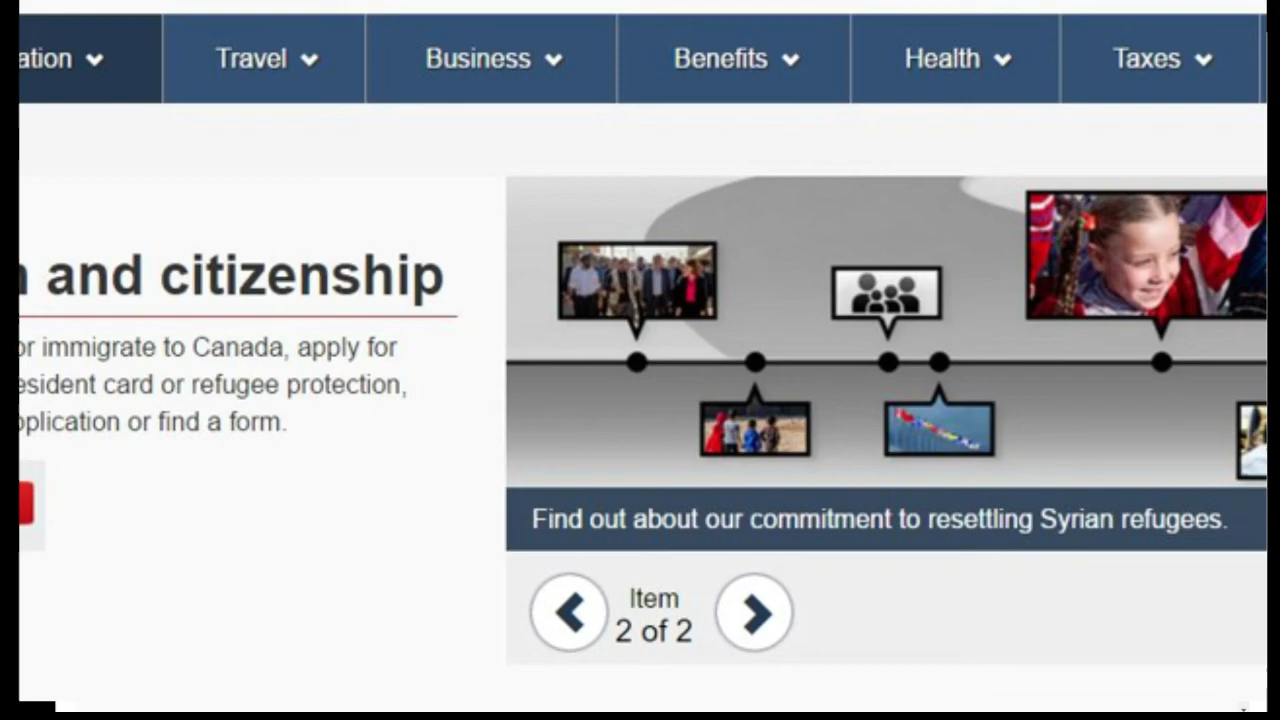 ation
Travel
Business
Benefits
Health
Taxes
n and citizenship
or immigrate to Canada, apply for
esident card or refugee protection,
pplication or find a form.
Find out about our commitment to resettling Syrian refugees.
Item
2 of 2